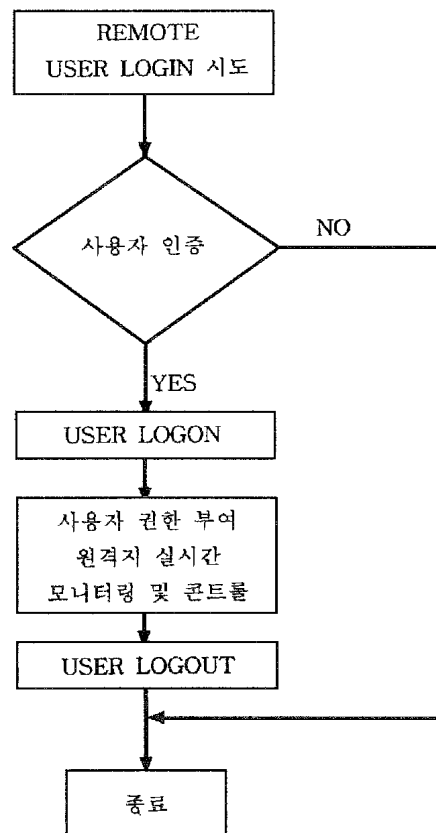 REMOTE
USER LOGIN 시도
사용자 인증
NO
YES
USER LOGON
사용자 권한 부여
원격지 실시간
모니터링 및 콘트롤
USER LOGOUT
종료